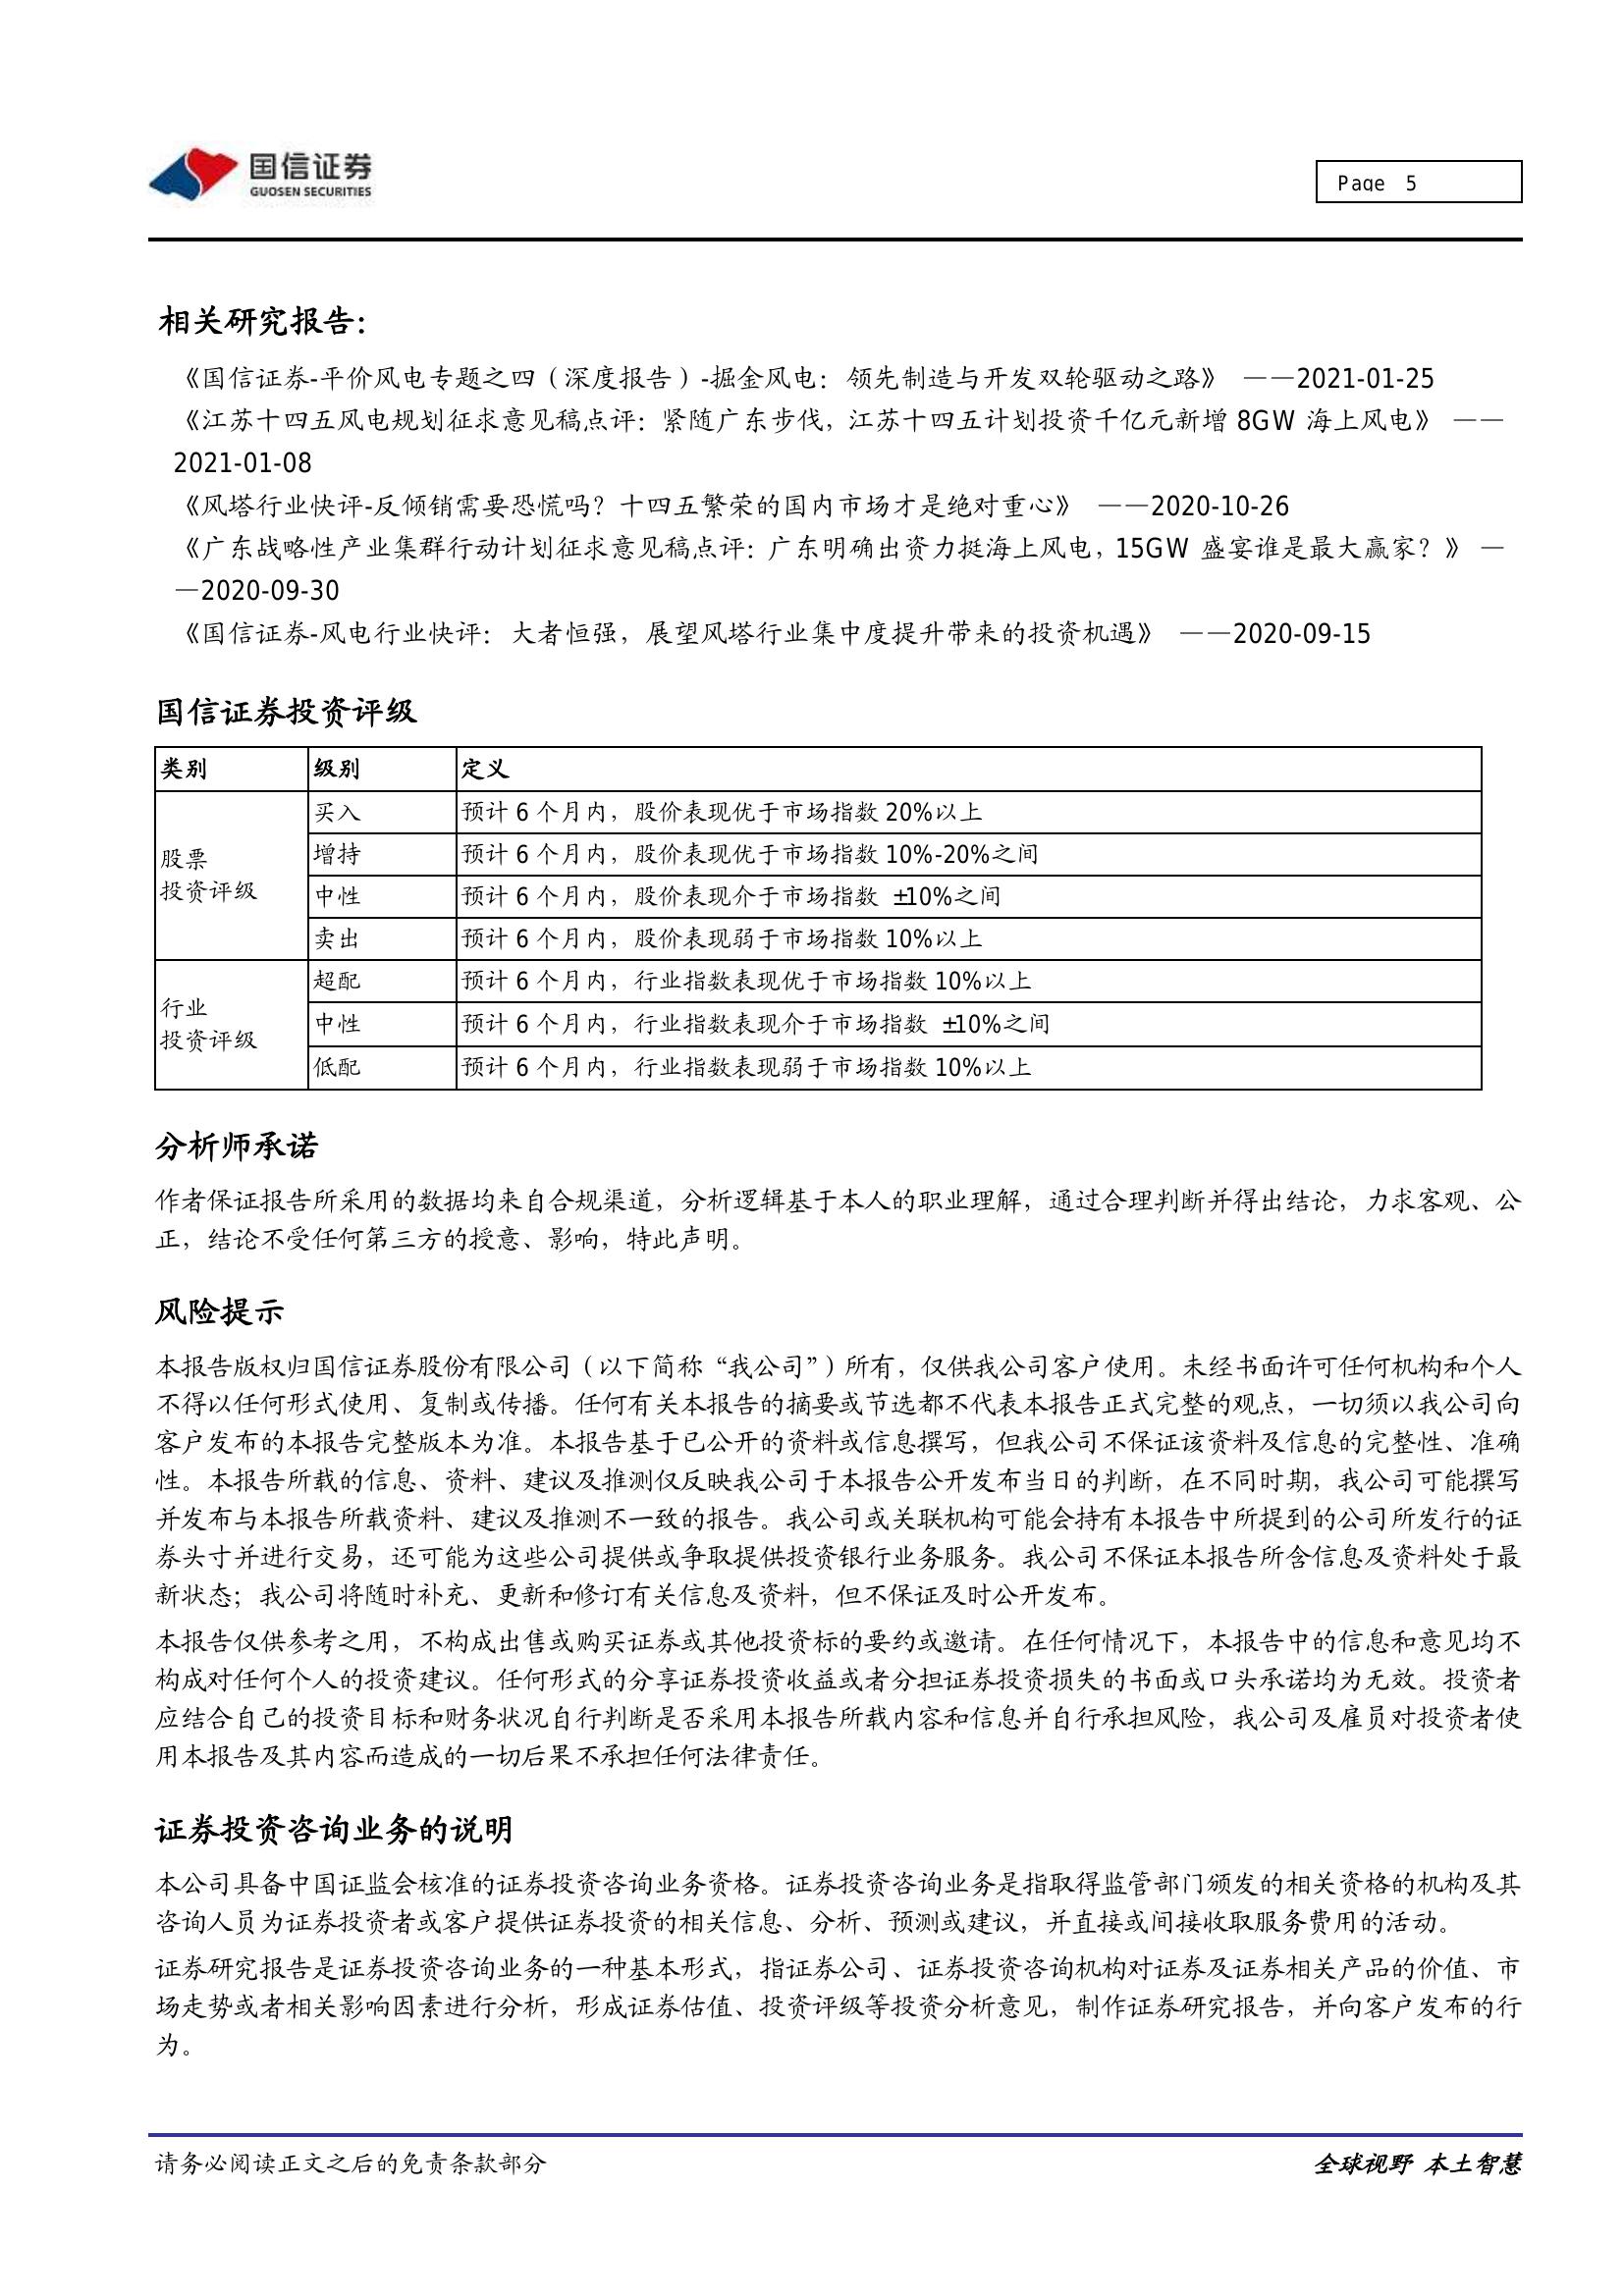 国信证券
GUOSEN SECURITIES
Page 5
相关研究报告：
《国信证券-平价风电专题之四（深度报告）-掘金风电：领先制造与开发双轮驱动之路》 ——2021-01-25
《江苏十四五风电规划征求意见稿点评：紧随广东步伐，江苏十四五计划投资千亿元新增 8GW 海上风电》 ——
2021-01-08
《风塔行业快评-反倾销需要恐慌吗？十四五繁荣的国内市场才是绝对重心》 ——2020-10-26
《广东战略性产业集群行动计划征求意见稿点评：广东明确出资力挺海上风电，15GW 盛宴谁是最大赢家？》 —
—2020-09-30
《国信证券-风电行业快评：大者恒强，展望风塔行业集中度提升带来的投资机遇》 ——2020-09-15
国信证券投资评级
类别 级别 定义
股票
投资评级
买入 预计 6 个月内，股价表现优于市场指数 20%以上
增持 预计 6 个月内，股价表现优于市场指数 10%-20%之间
中性 预计 6 个月内，股价表现介于市场指数 ±10%之间
卖出 预计 6 个月内，股价表现弱于市场指数 10%以上
行业
投资评级
超配 预计 6 个月内，行业指数表现优于市场指数 10%以上
中性 预计 6 个月内，行业指数表现介于市场指数 ±10%之间
低配 预计 6 个月内，行业指数表现弱于市场指数 10%以上
分析师承诺
作者保证报告所采用的数据均来自合规渠道，分析逻辑基于本人的职业理解，通过合理判断并得出结论，力求客观、公
正，结论不受任何第三方的授意、影响，特此声明。
风险提示
本报告版权归国信证券股份有限公司（以下简称“我公司”）所有，仅供我公司客户使用。未经书面许可任何机构和个人
不得以任何形式使用、复制或传播。任何有关本报告的摘要或节选都不代表本报告正式完整的观点，一切须以我公司向
客户发布的本报告完整版本为准。本报告基于已公开的资料或信息撰写，但我公司不保证该资料及信息的完整性、准确
性。本报告所载的信息、资料、建议及推测仅反映我公司于本报告公开发布当日的判断，在不同时期，我公司可能撰写
并发布与本报告所载资料、建议及推测不一致的报告。我公司或关联机构可能会持有本报告中所提到的公司所发行的证
券头寸并进行交易，还可能为这些公司提供或争取提供投资银行业务服务。我公司不保证本报告所含信息及资料处于最
新状态；我公司将随时补充、更新和修订有关信息及资料，但不保证及时公开发布。
本报告仅供参考之用，不构成出售或购买证券或其他投资标的要约或邀请。在任何情况下，本报告中的信息和意见均不
构成对任何个人的投资建议。任何形式的分享证券投资收益或者分担证券投资损失的书面或口头承诺均为无效。投资者
应结合自己的投资目标和财务状况自行判断是否采用本报告所载内容和信息并自行承担风险，我公司及雇员对投资者使
用本报告及其内容而造成的一切后果不承担任何法律责任。
证券投资咨询业务的说明
本公司具备中国证监会核准的证券投资咨询业务资格。证券投资咨询业务是指取得监管部门颁发的相关资格的机构及其
咨询人员为证券投资者或客户提供证券投资的相关信息、分析、预测或建议，并直接或间接收取服务费用的活动。
证券研究报告是证券投资咨询业务的一种基本形式，指证券公司、证券投资咨询机构对证券及证券相关产品的价值、市
场走势或者相关影响因素进行分析，形成证券估值、投资评级等投资分析意见，制作证券研究报告，并向客户发布的行
为。
请务必阅读正文之后的免责条款部分
全球视野 本土智慧